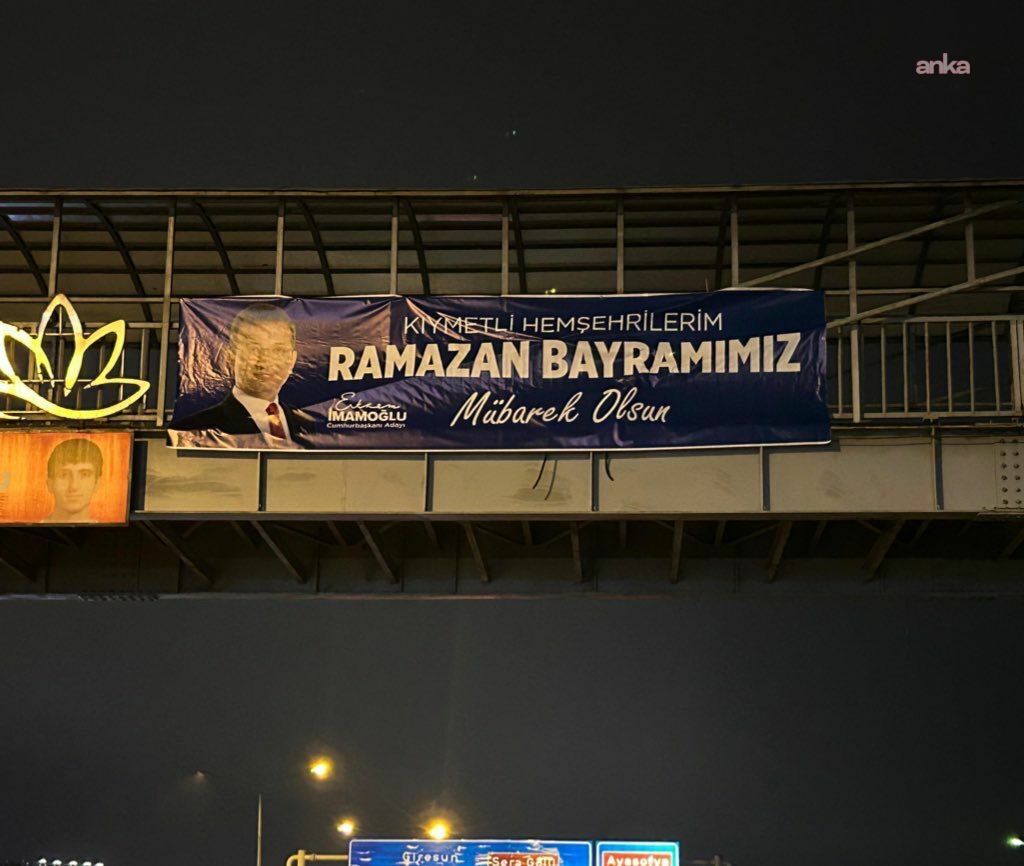 anka
KIYMETLİ HEMŞEHRİLERİM
RAMAZAN BAYRAMIMIZ
Mübarek Olsun
Ekrem
İMAMOĞLU
Cumhurbaşkanı Adayı
Giresun
Sera Gölü
Ayasofya